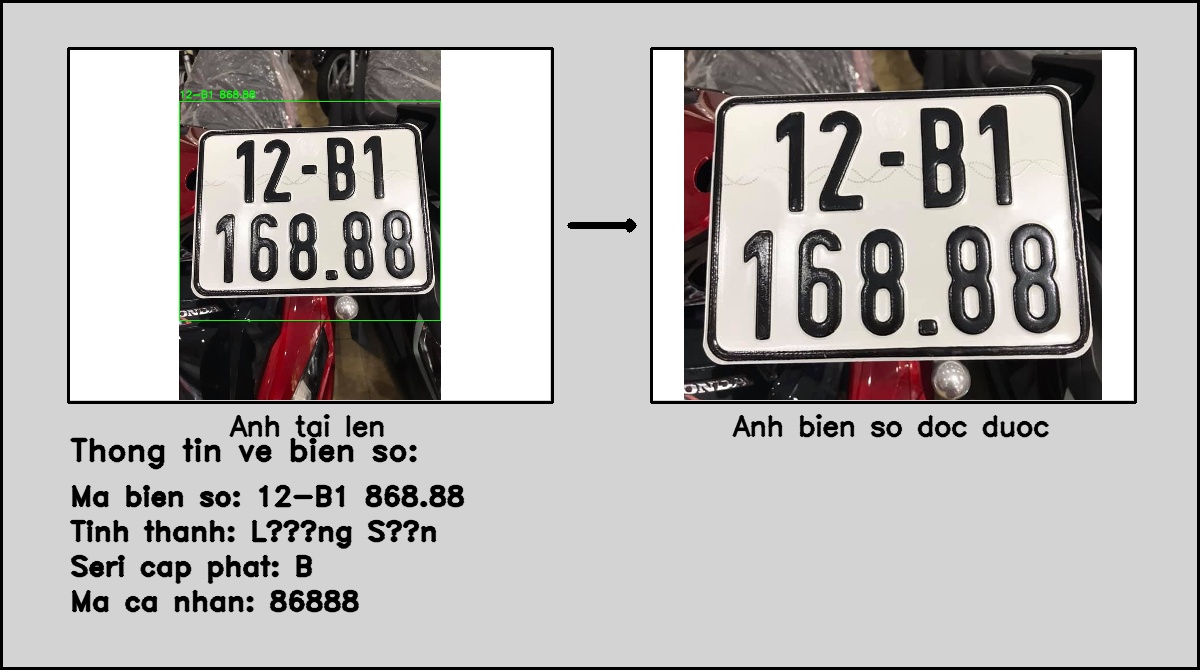 12-B1 868.88
12-B1
168.88
HONDA
12-B1
168.88
HONDA
Anh tai len
Anh bien so doc duoc
Thong tin ve bien so:
Ma bien so: 12-B1 868.88
Tinh thanh: L???ng S??n
Seri cap phat: B
Ma ca nhan: 86888